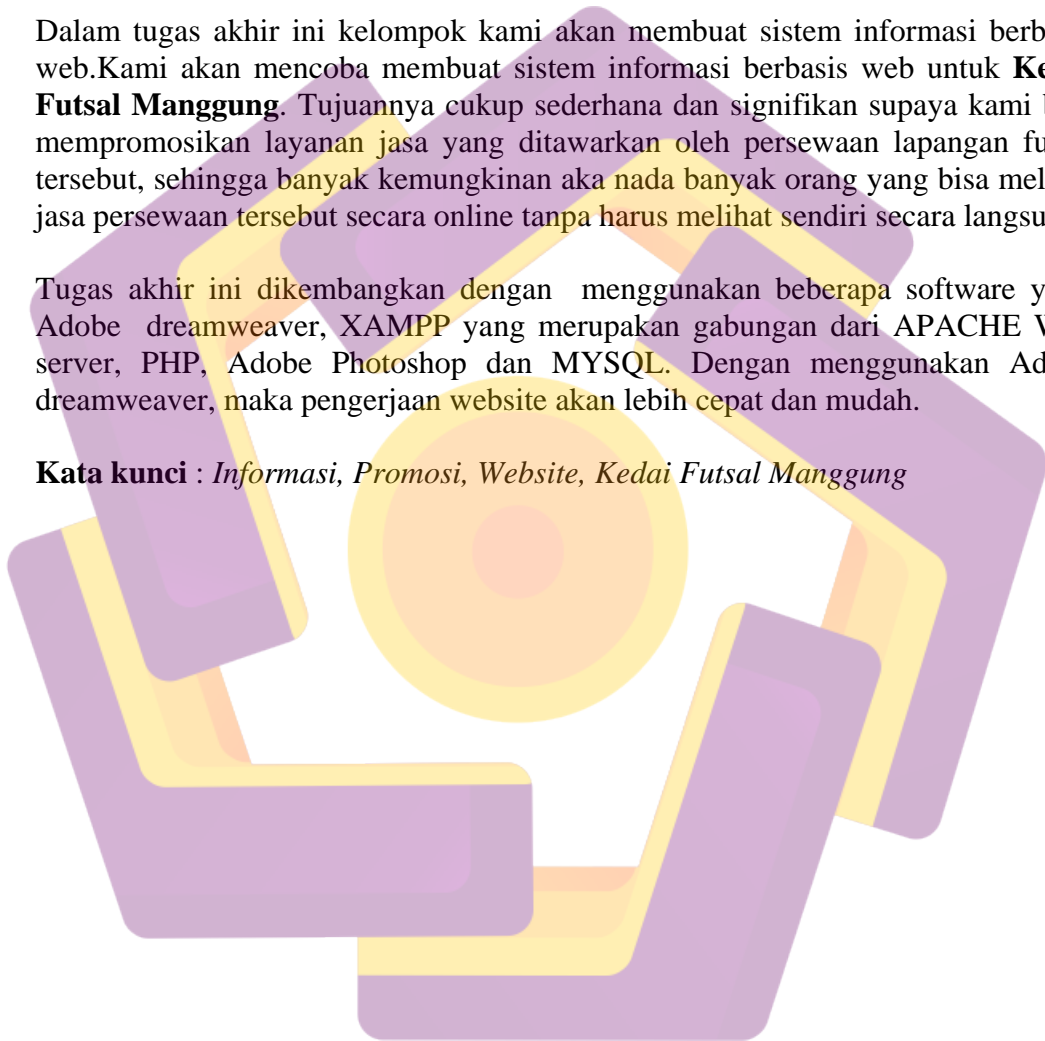 Dalam tugas akhir ini kelompok kami akan membuat sistem informasi berb
web.Kami akan mencoba membuat sistem informasi berbasis web untuk Ke
Futsal Manggung. Tujuannya cukup sederhana dan signifikan supaya kami b
mempromosikan layanan jasa yang ditawarkan oleh persewaan lapangan fu
tersebut, sehingga banyak kemungkinan aka nada banyak orang yang bisa mel
jasa persewaan tersebut secara online tanpa harus melihat sendiri secara langsu
Tugas akhir ini dikembangkan dengan menggunakan beberapa software y
Adobe dreamweaver, XAMPP yang merupakan gabungan dari APACHE W
server, PHP, Adobe Photoshop dan MYSQL. Dengan menggunakan Ad
dreamweaver, maka pengerjaan website akan lebih cepat dan mudah.
Kata kunci : Informasi, Promosi, Website, Kedai Futsal Manggung